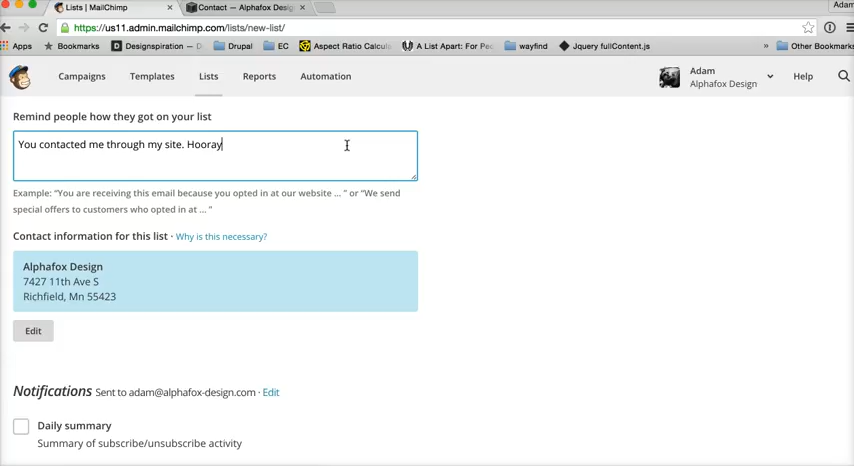 Lists | MailChimp × Contact — Alphafox Desig × Adam
https://us11.admin.mailchimp.com/lists/new-list/
Apps Bookmarks Designspiration — D Drupal EC Aspect Ratio Calcul A List Apart: For Peo wayfind Jquery fullContent.js » Other Bookmarks
Campaigns Templates Lists Reports Automation Adam Help
Alphafox Design
Remind people how they got on your list
You contacted me through my site. Hooray
Example: “You are receiving this email because you opted in at our website ... ” or “We send
special offers to customers who opted in at ... ”
Contact information for this list · Why is this necessary?
Alphafox Design
7427 11th Ave S
Richfield, Mn 55423
Edit
Notifications Sent to adam@alphafox-design.com · Edit
Daily summary
Summary of subscribe/unsubscribe activity